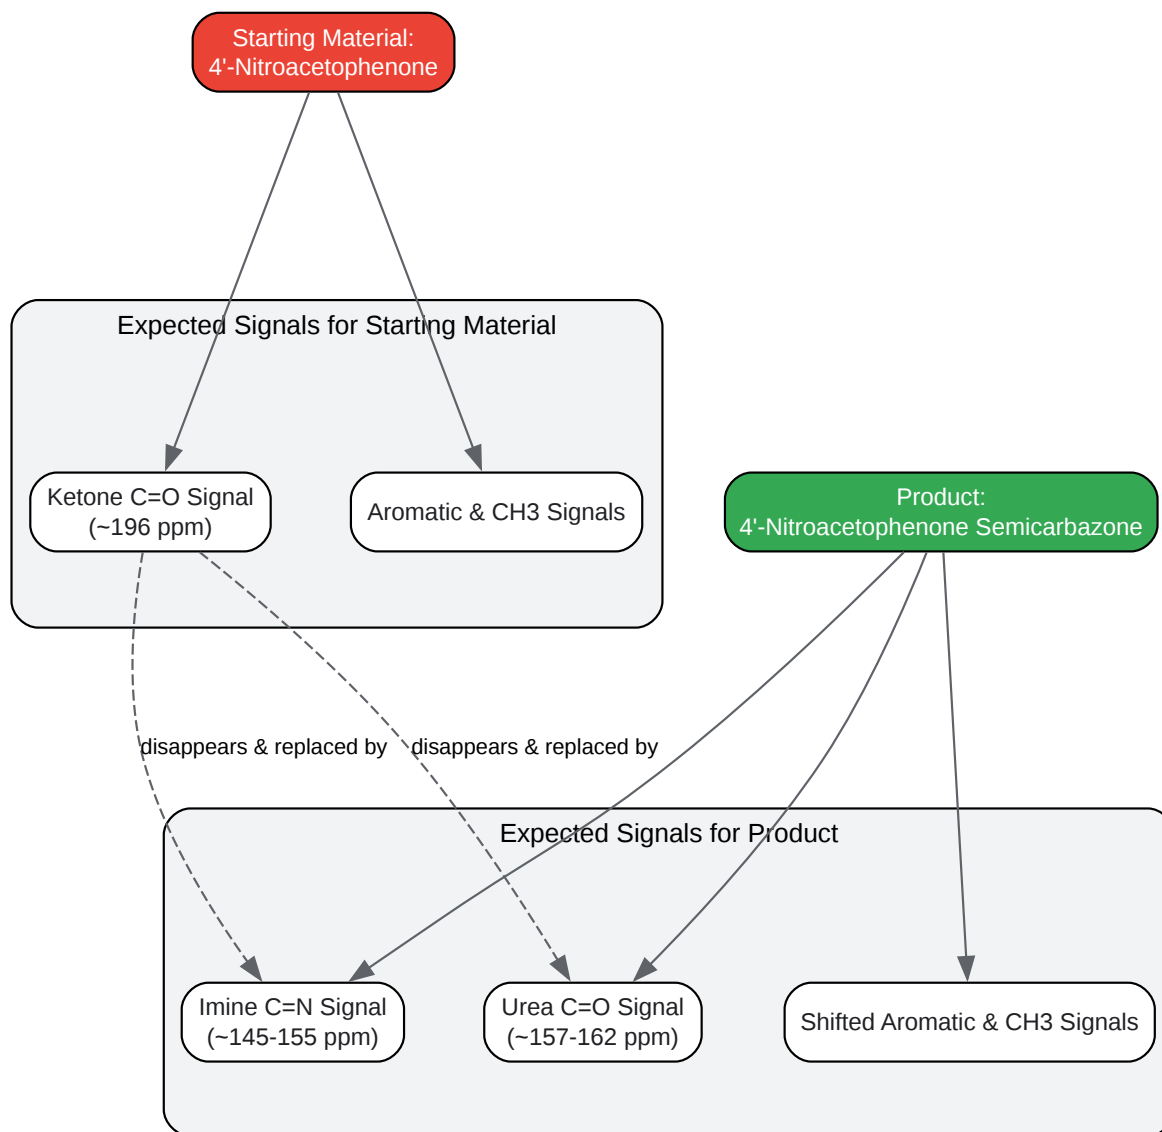 Starting Material:
4'-Nitroacetophenone
Expected Signals for Starting Material
Ketone C=O Signal
(~196 ppm)
Aromatic & CH3 Signals
Product:
4'-Nitroacetophenone Semicarbazone
disappears & replaced by
disappears & replaced by
Expected Signals for Product
Imine C=N Signal
(~145-155 ppm)
Urea C=O Signal
(~157-162 ppm)
Shifted Aromatic & CH3 Signals